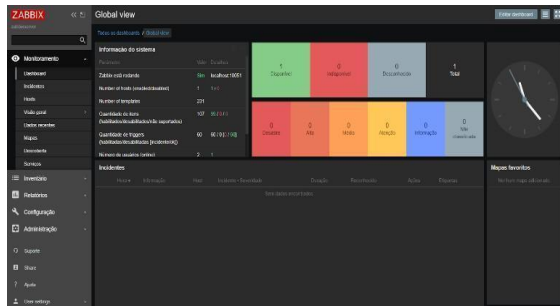 ZABBIX
Global view
Editar dashboard
Todos os dashboards / Global view
Monitoramento
Dashboard
Incidentes
Hosts
Visão geral
Dados recentes
Mapas
Descoberta
Serviços
Inventário
Relatórios
Configuração
Administração
Suporte
Share
Ajuda
User settings
Informação do sistema
Parâmetro Valor Detalhes
Zabbix está rodando Sim localhost:10051
Number of hosts (enabled/disabled) 1
Number of templates 231
Quantidade de itens 107
(habilitados/desabilitados/não suportados)
Quantidade de triggers 60
(habilitadas/desabilitadas [incidente/ok])
Número de usuários (online) 2 1
1
Disponível
0
Indisponível
0
Desconhecido
1
Total
0
Desastre
0
Alta
0
Média
0
Atenção
0
Informação
0
Não
classificada
Incidentes
Hora Informação Host Incidente • Severidade Duração Reconhecido Ações Etiquetas
Mapas favoritos